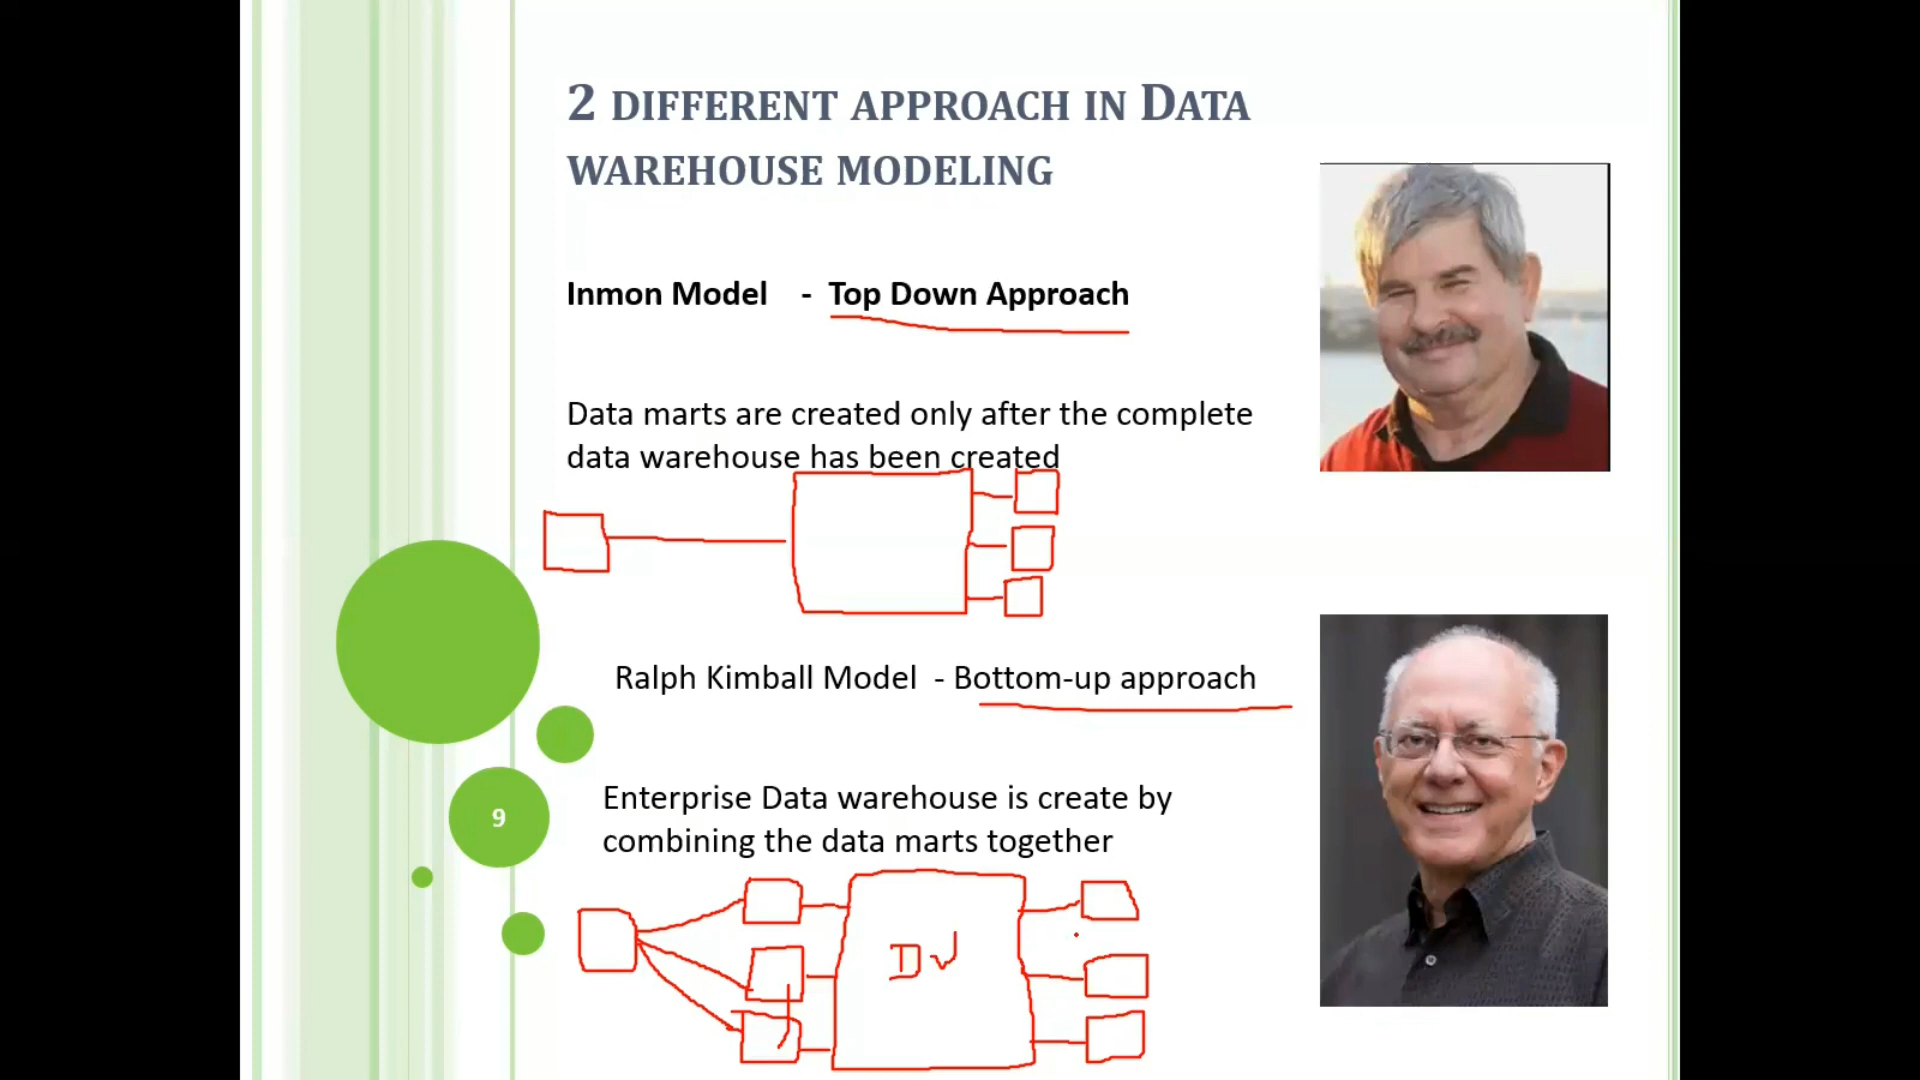 2 DIFFERENT APPROACH IN DATA
WAREHOUSE MODELING
Inmon Model - Top Down Approach
Data marts are created only after the complete
data warehouse has been created
Ralph Kimball Model - Bottom-up approach
Enterprise Data warehouse is create by
combining the data marts together
9